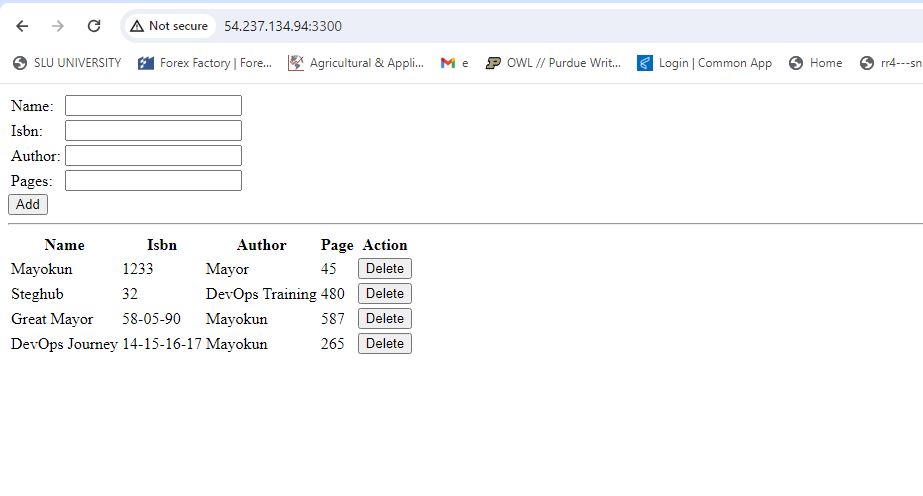 Not secure 54.237.134.94:3300
SLU UNIVERSITY Forex Factory | Fore... Agricultural & Appli... e OWL // Purdue Writ... Login | Common App Home rr4---sn
Name:
Isbn:
Author:
Pages:
Add
Name Isbn Author Page Action
Mayokun 1233 Mayor 45 Delete
Steghub 32 DevOps Training 480 Delete
Great Mayor 58-05-90 Mayokun 587 Delete
DevOps Journey 14-15-16-17 Mayokun 265 Delete